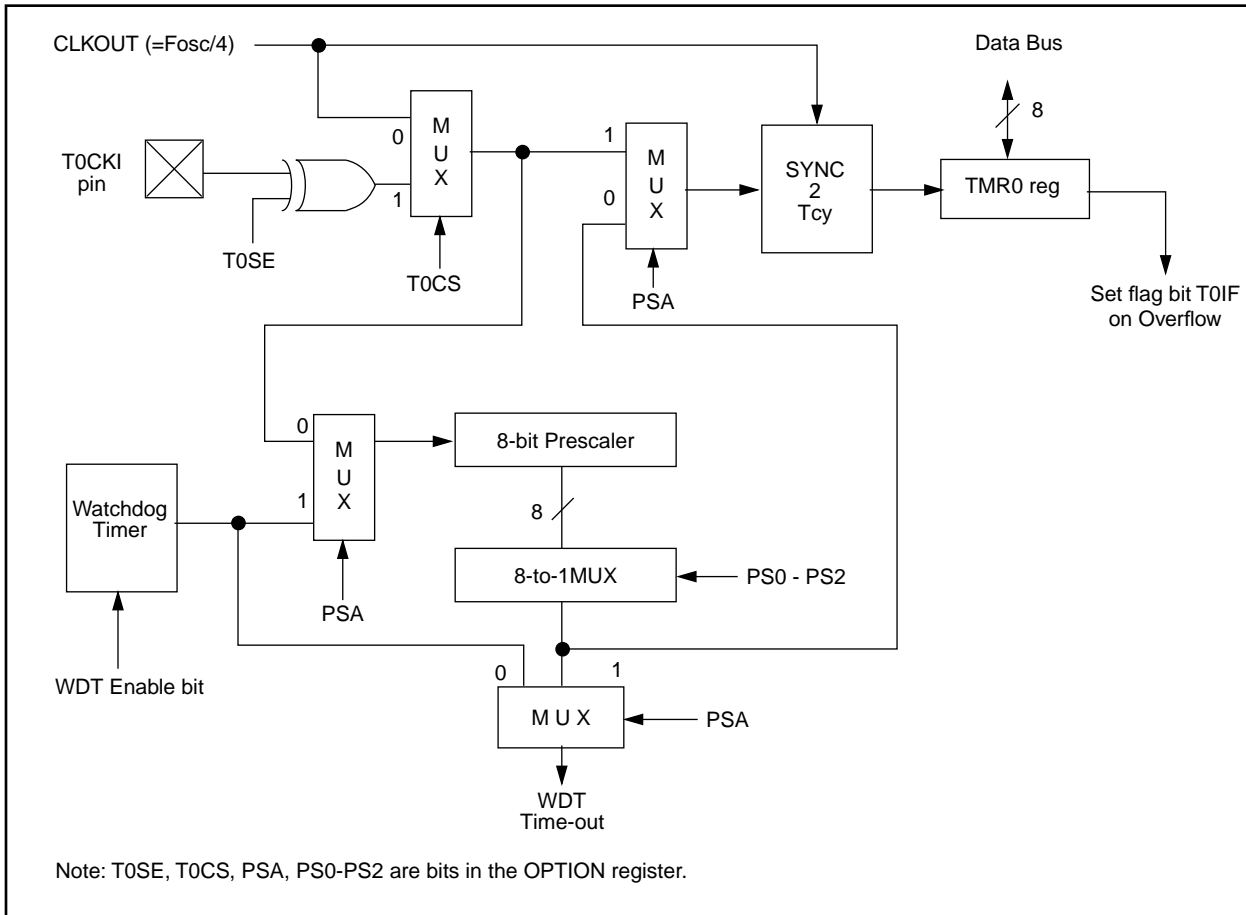 CLKOUT (=Fosc/4)
Data Bus
8
T0CKI
pin
T0SE
0
1
M
U
X
T0CS
1
0
M
U
X
PSA
SYNC
2
Tcy
TMR0 reg
Set flag bit T0IF
on Overflow
Watchdog
Timer
WDT Enable bit
0
1
M
U
X
PSA
8-bit Prescaler
8
8-to-1MUX
PS0 - PS2
0
1
M U X
PSA
WDT
Time-out
Note: T0SE, T0CS, PSA, PS0-PS2 are bits in the OPTION register.